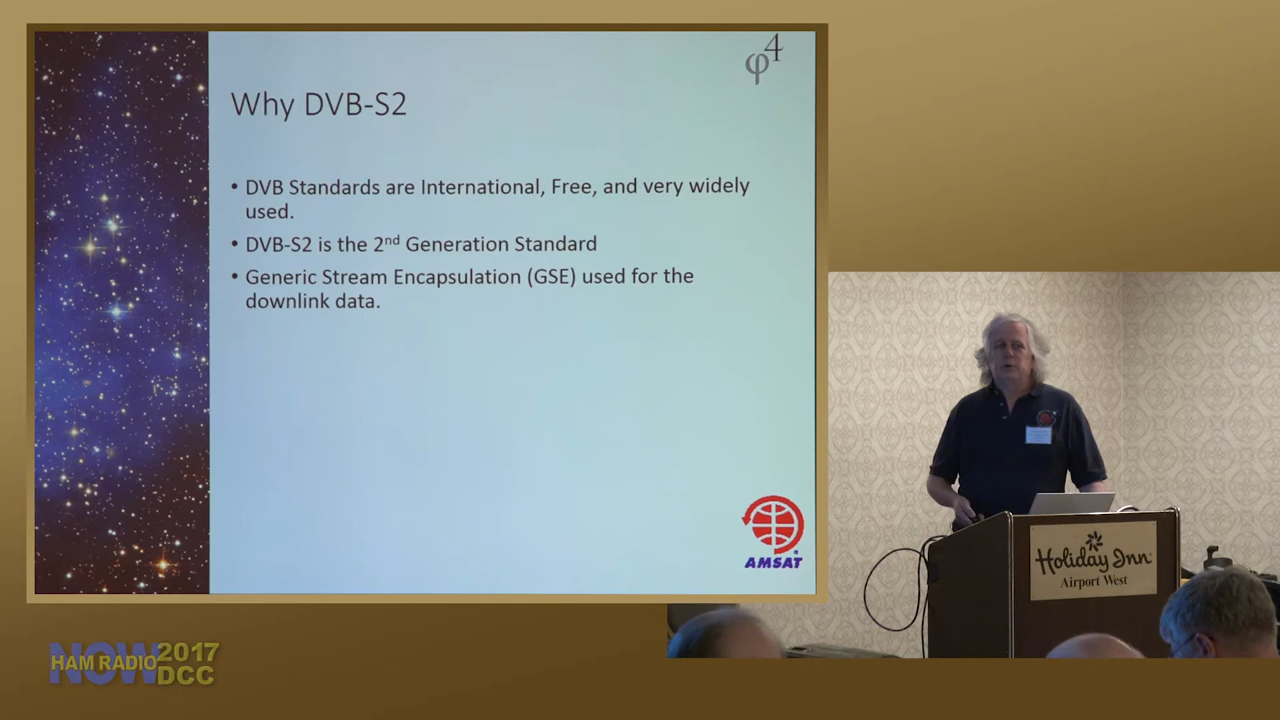 φ4
Why DVB-S2
• DVB Standards are International, Free, and very widely
used.
• DVB-S2 is the 2nd Generation Standard
• Generic Stream Encapsulation (GSE) used for the
downlink data.
AMSAT
Holiday Inn
Airport West
NOW
HAM RADIO 2017
DCC